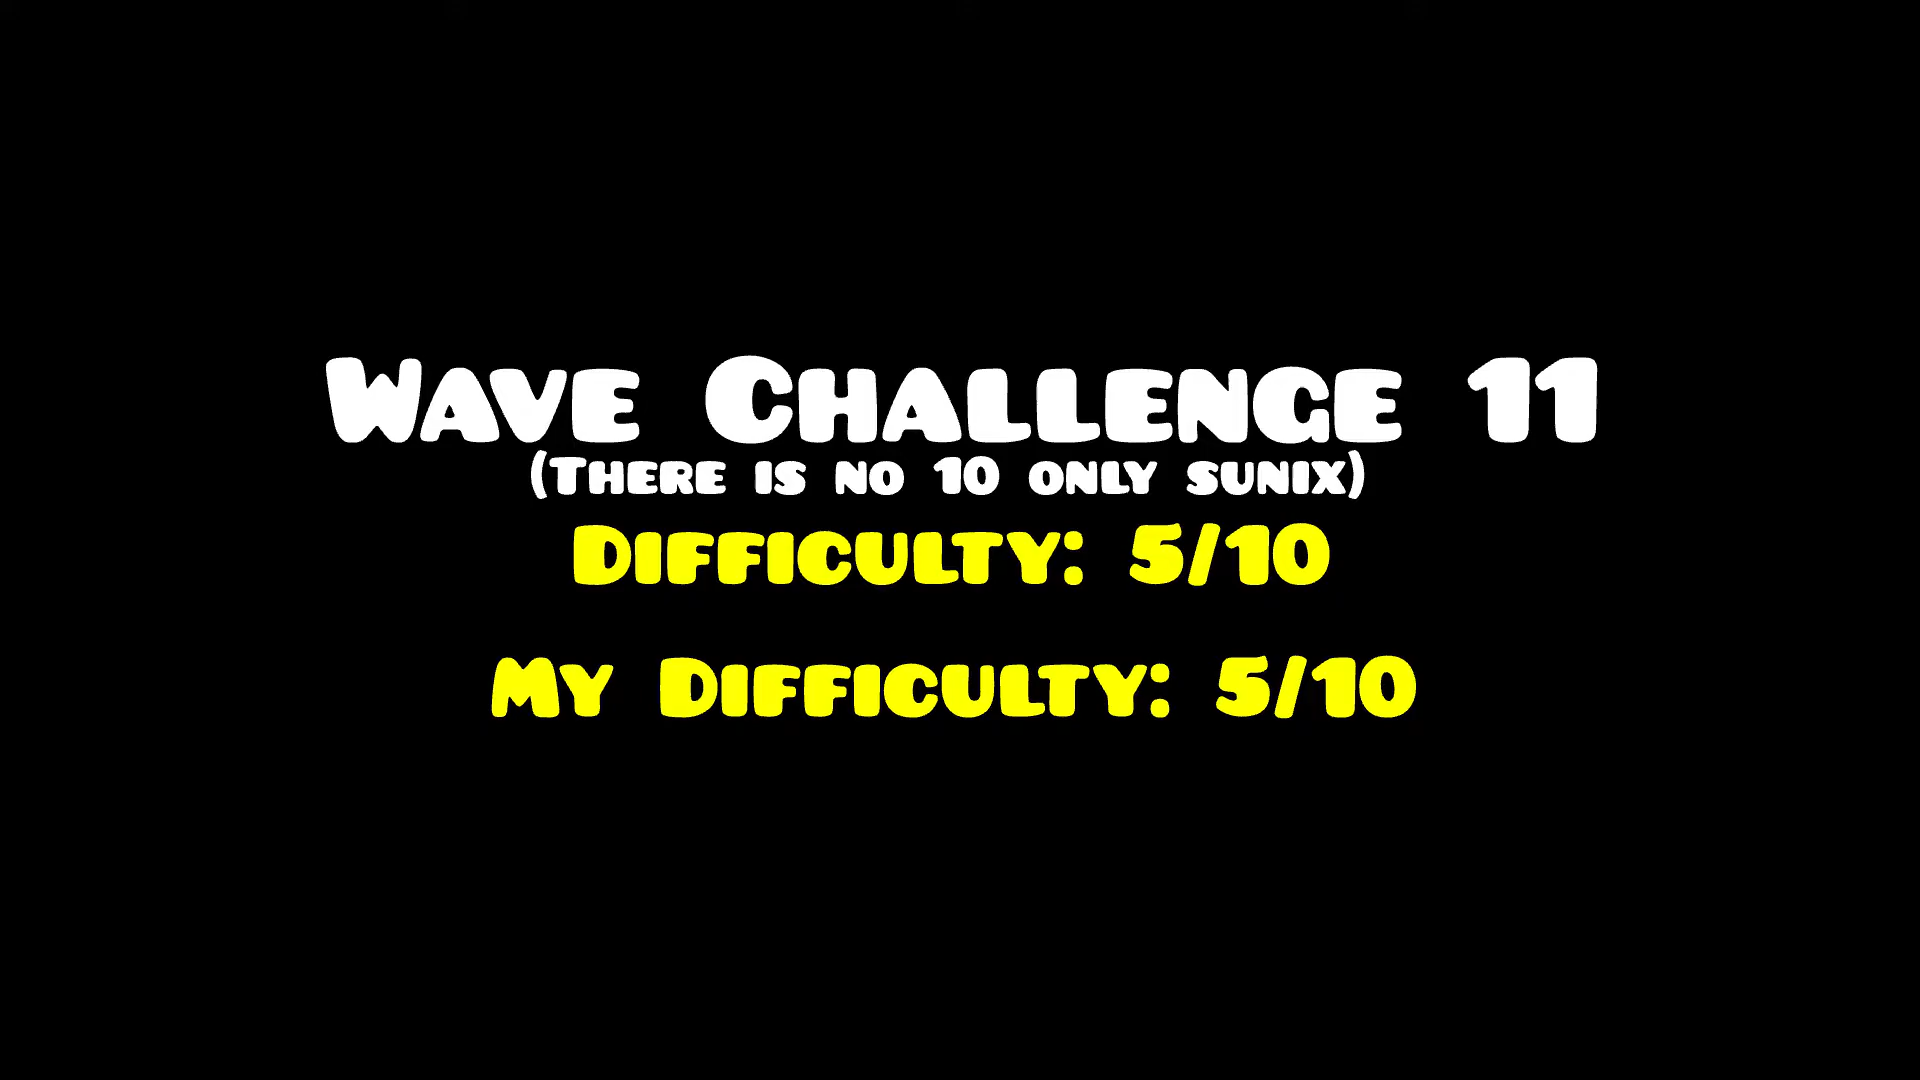 Wave Challenge 11
(There is no 10 only sunix)
Difficulty: 5/10
My Difficulty: 5/10